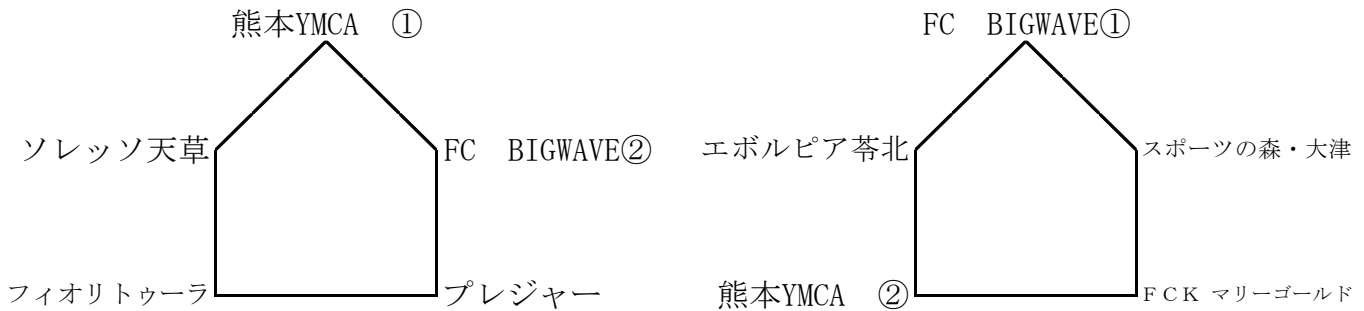 熊本YMCA　① FC　BIGWAVE①
ソレッソ天草 FC　BIGWAVE② エボルピア苓北 スポーツの森・大津
フィオリトゥーラ プレジャー 熊本YMCA　② ＦＣＫ マリーゴールド